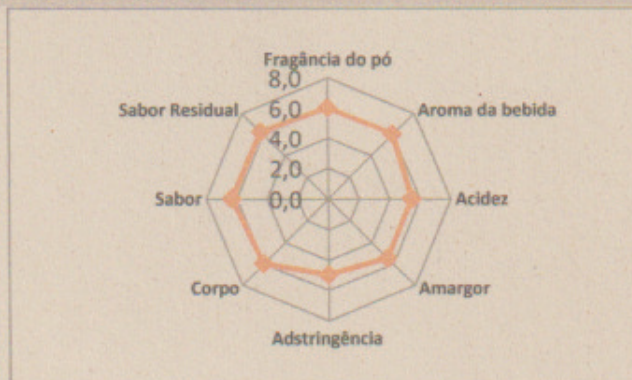 Fragância do pó
8,0
Sabor Residual
6,0
Aroma da bebida
4,0
2,0
Sabor
0,0
Acidez
Corpo
Amargor
Adstringência